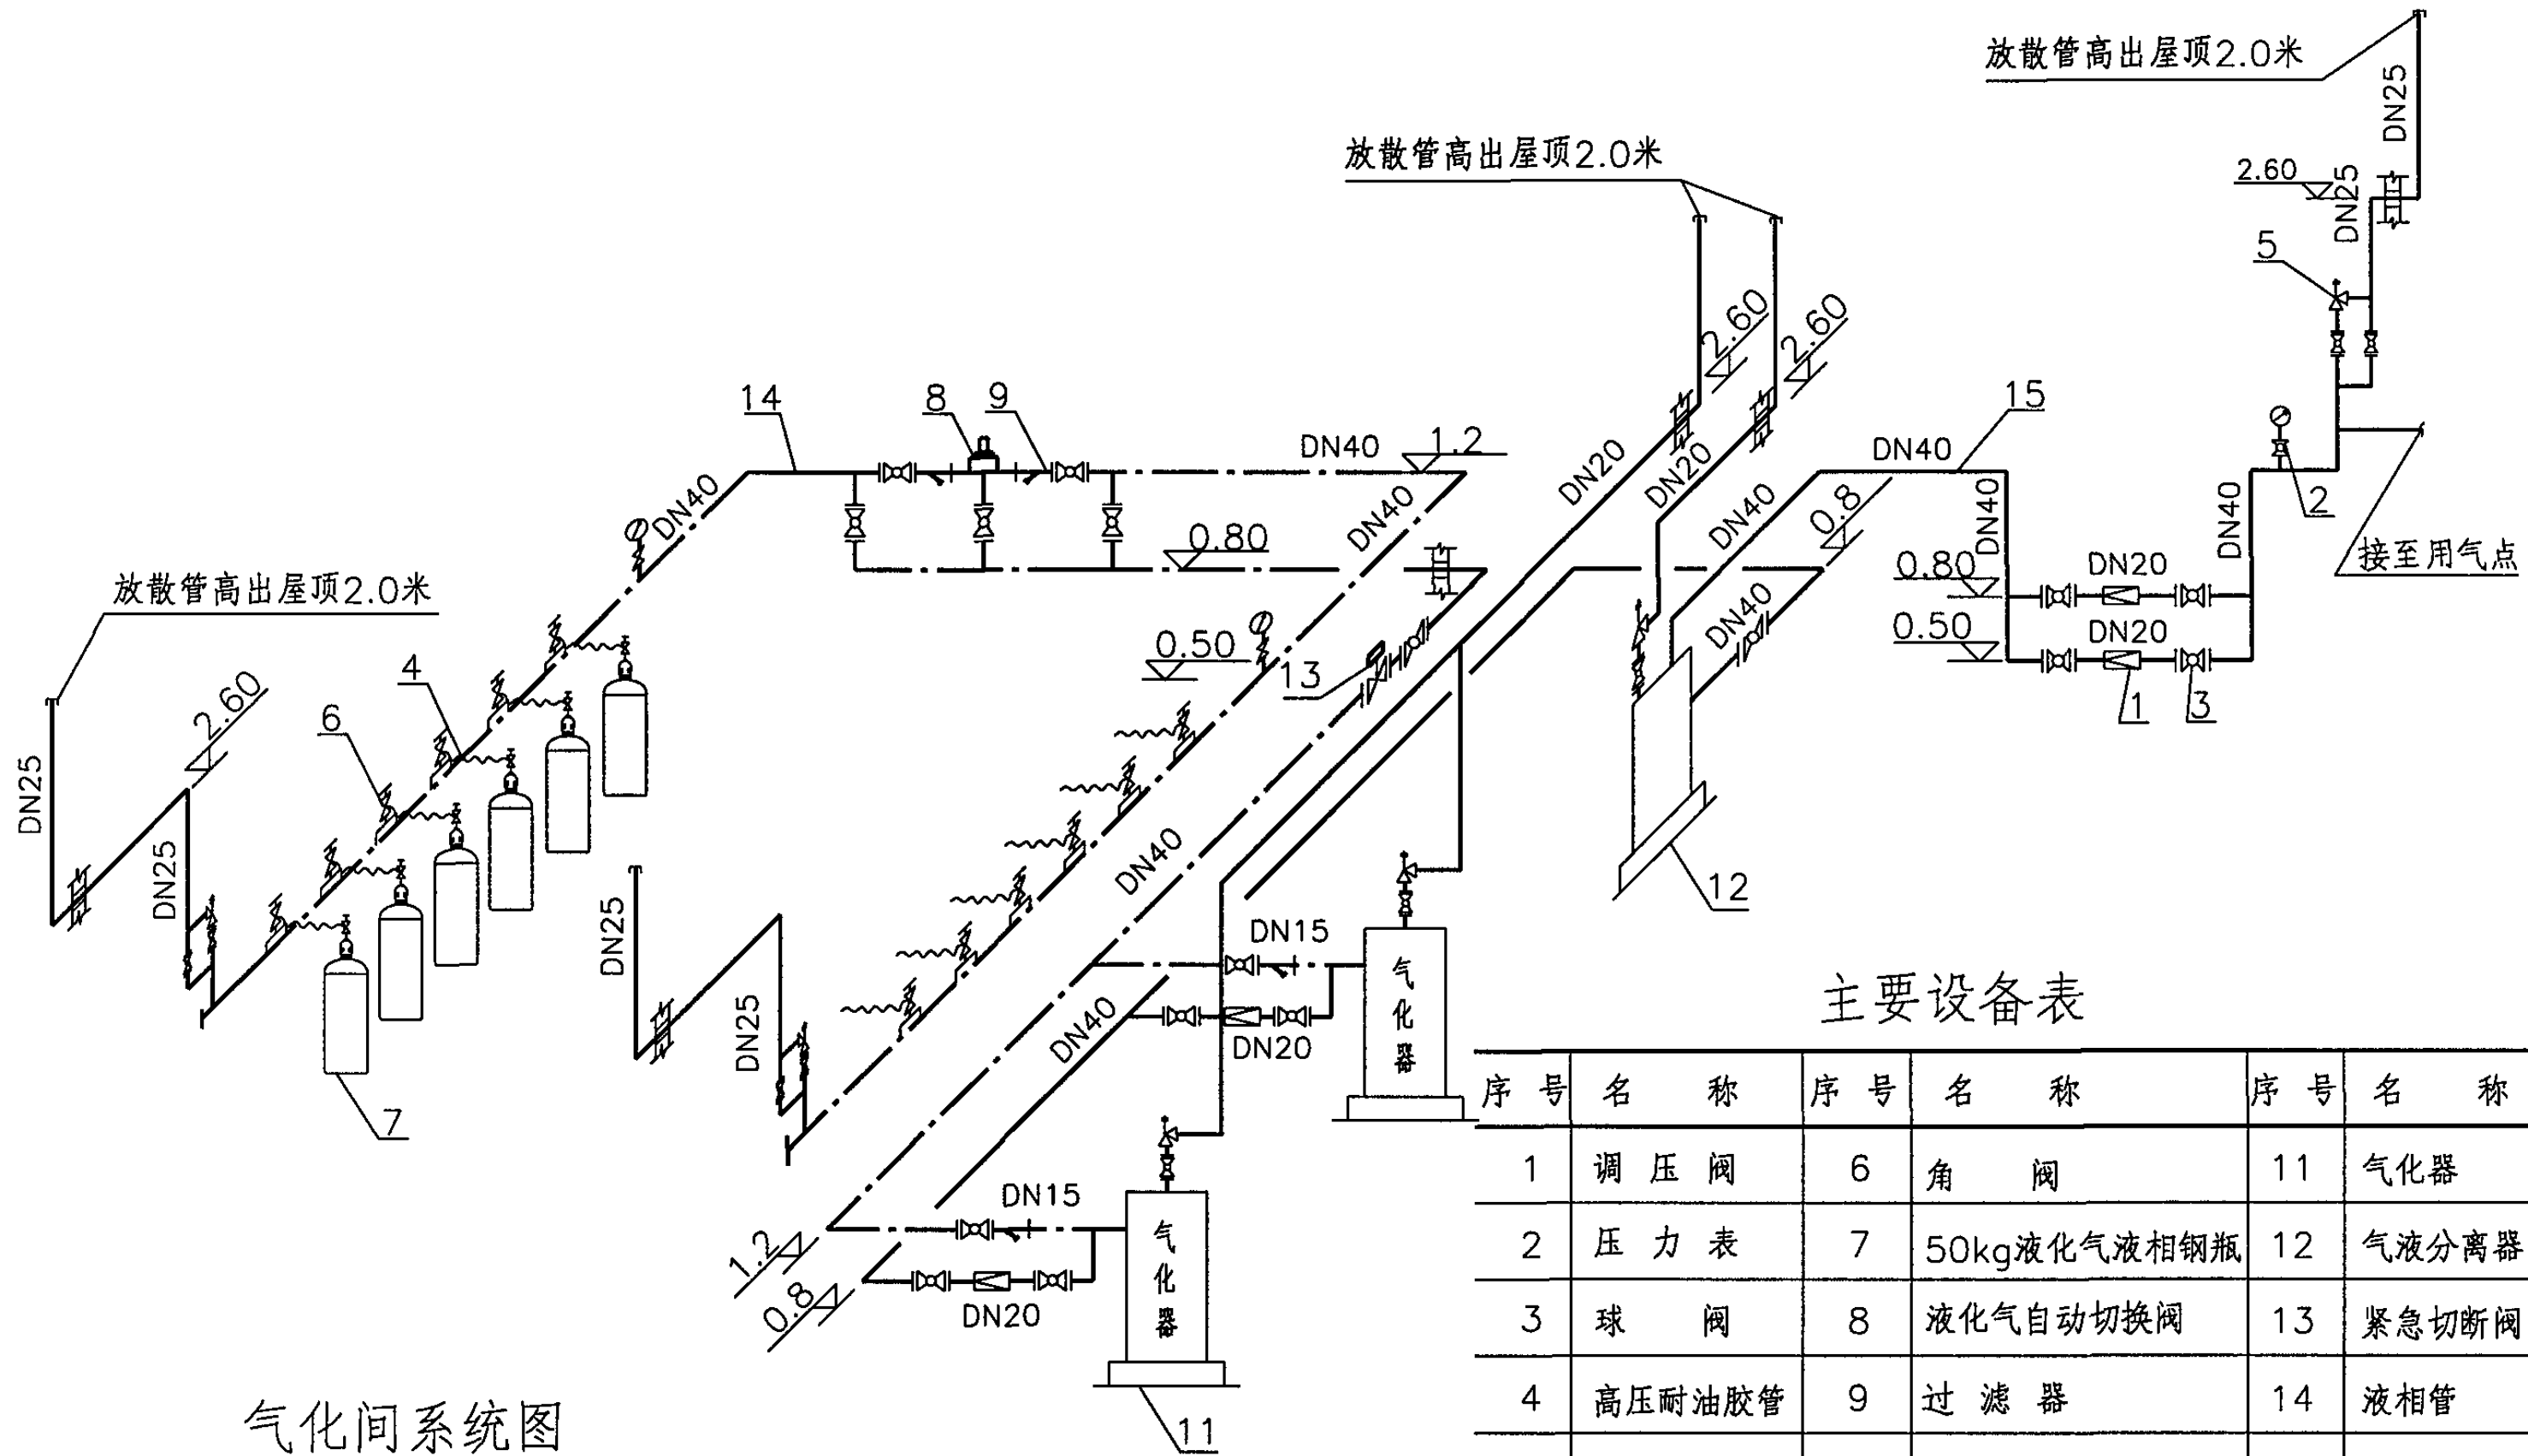 放散管高出屋顶2.0米
DN25
2.60
DN25
5
放散管高出屋顶2.0米
2.60
2.60
DN20
DN20
14
8
9
DN40
1.2
DN40
DN40
0.80
15
DN40
DN40
0.8
DN40
DN40
2
DN40
接至用气点
0.80
DN20
0.50
DN20
1
3
放散管高出屋顶2.0米
2.60
4
6
DN25
DN25
7
0.50
13
DN40
12
DN25
DN25
DN15
DN40
DN20
气化器
DN15
1.2
0.8
DN20
气化器
11
气化间系统图
主要设备表
序号 名称 序号 名称 序号 名称
1 调压阀 6 角阀 11 气化器
2 压力表 7 50kg液化气液相钢瓶 12 气液分离器
3 球阀 8 液化气自动切换阀 13 紧急切断阀
4 高压耐油胶管 9 过滤器 14 液相管